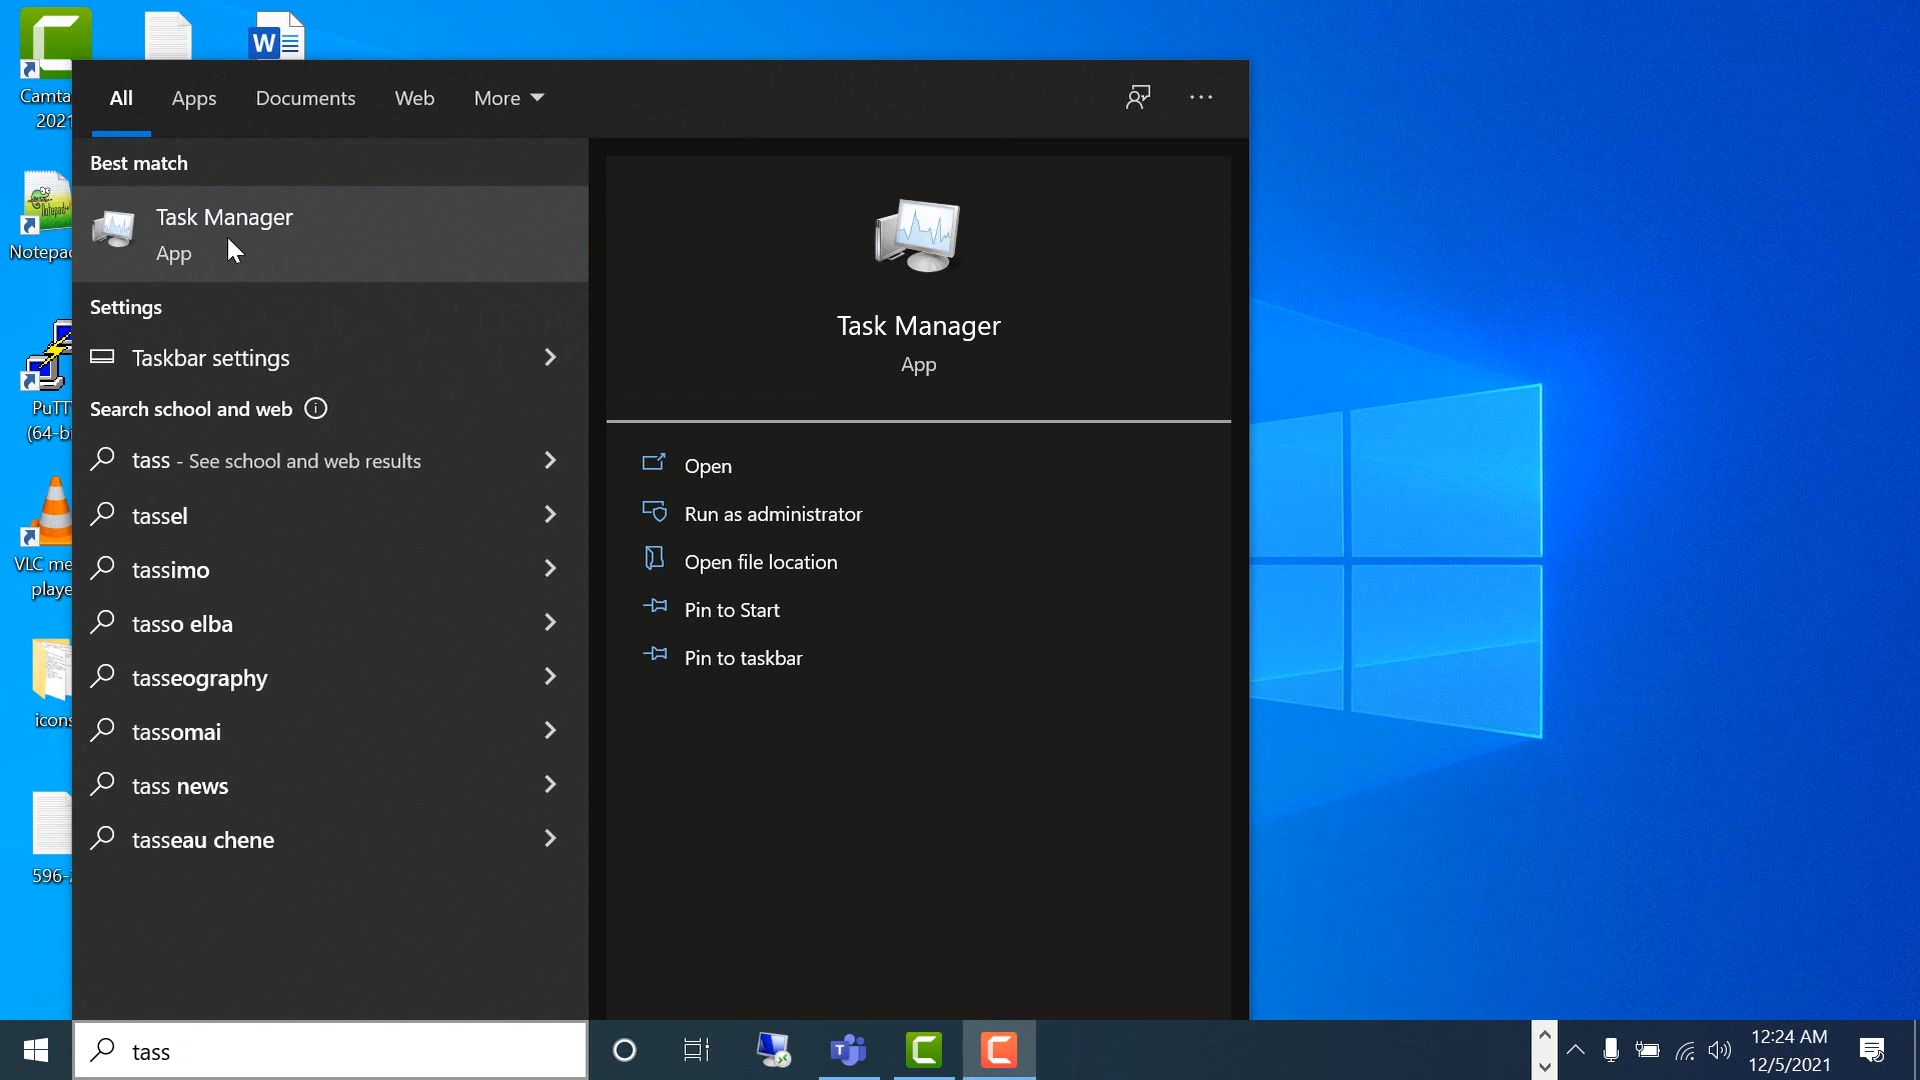 Camta
2021
W
All
Apps
Documents
Web
More
Best match
Task Manager
App
Settings
Taskbar settings
Search school and web
tass - See school and web results
tassel
tassimo
tasso elba
tasseography
tassomai
tass news
tasseau chene
Task Manager
App
Open
Run as administrator
Open file location
Pin to Start
Pin to taskbar
Notepad++
Notepad
PuTT
(64-bi
VLC me
playe
icons
596-2
tass
T
12:24 AM
12/5/2021